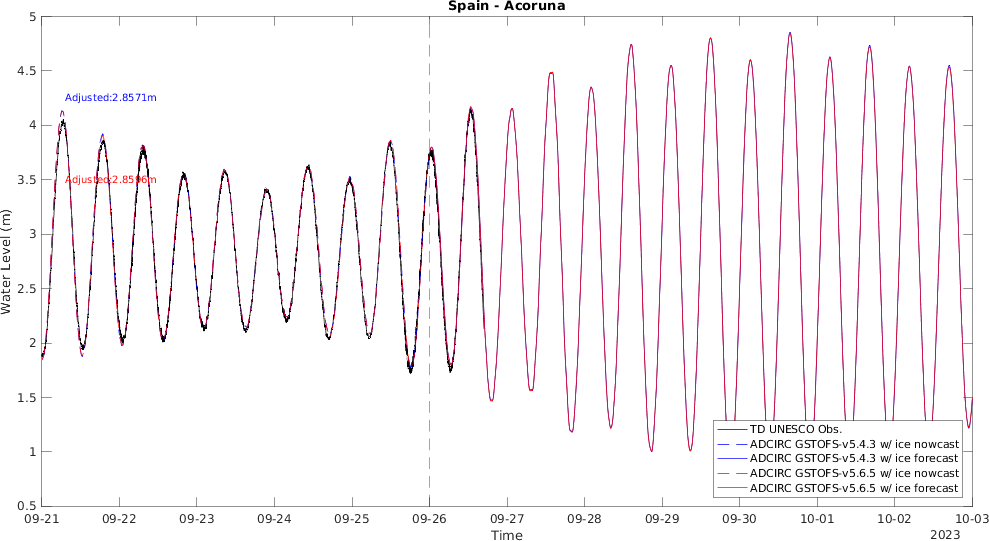 Spain - Acoruna
5
4.5
4
3.5
3
2.5
2
1.5
1
0.5
Water Level (m)
Adjusted:2.8571m
Adjusted:2.8596m
TD UNESCO Obs.
ADCIRC GSTOFS-v5.4.3 w/ ice nowcast
ADCIRC GSTOFS-v5.4.3 w/ ice forecast
ADCIRC GSTOFS-v5.6.5 w/ ice nowcast
ADCIRC GSTOFS-v5.6.5 w/ ice forecast
09-21 09-22 09-23 09-24 09-25 09-26 09-27 09-28 09-29 09-30 10-01 10-02 10-03
Time
2023